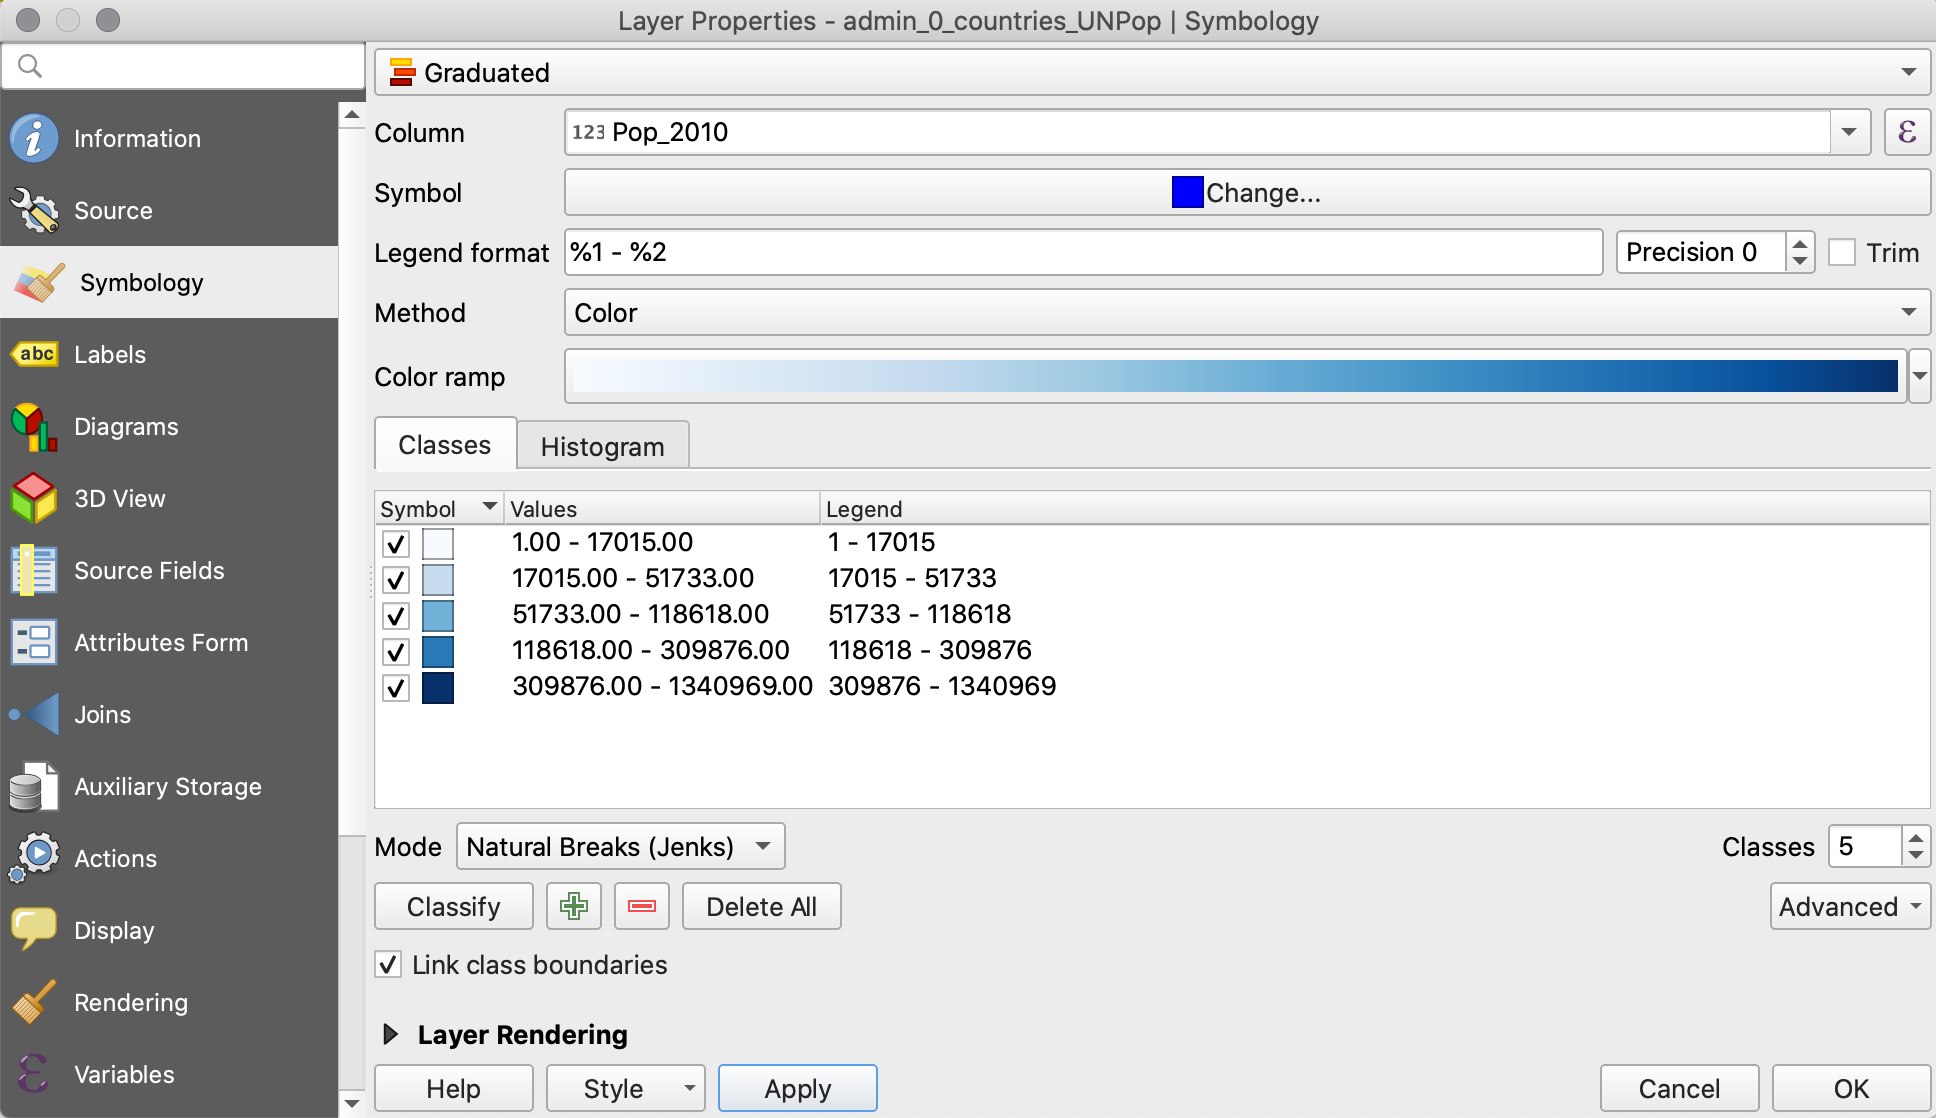 Layer Properties - admin_0_countries_UNPop | Symbology
Information
Source
Symbology
abc Labels
Diagrams
3D View
Source Fields
Attributes Form
Joins
Auxiliary Storage
Actions
Display
Rendering
ε Variables
Graduated
Column 123 Pop_2010 ε
Symbol Change...
Legend format %1 - %2 Precision 0 Trim
Method Color
Color ramp
Classes Histogram
Symbol Values Legend
1.00 - 17015.00 1 - 17015
17015.00 - 51733.00 17015 - 51733
51733.00 - 118618.00 51733 - 118618
118618.00 - 309876.00 118618 - 309876
309876.00 - 1340969.00 309876 - 1340969
Mode Natural Breaks (Jenks) Classes 5
Classify Delete All Advanced
Link class boundaries
Layer Rendering
Help Style Apply Cancel OK